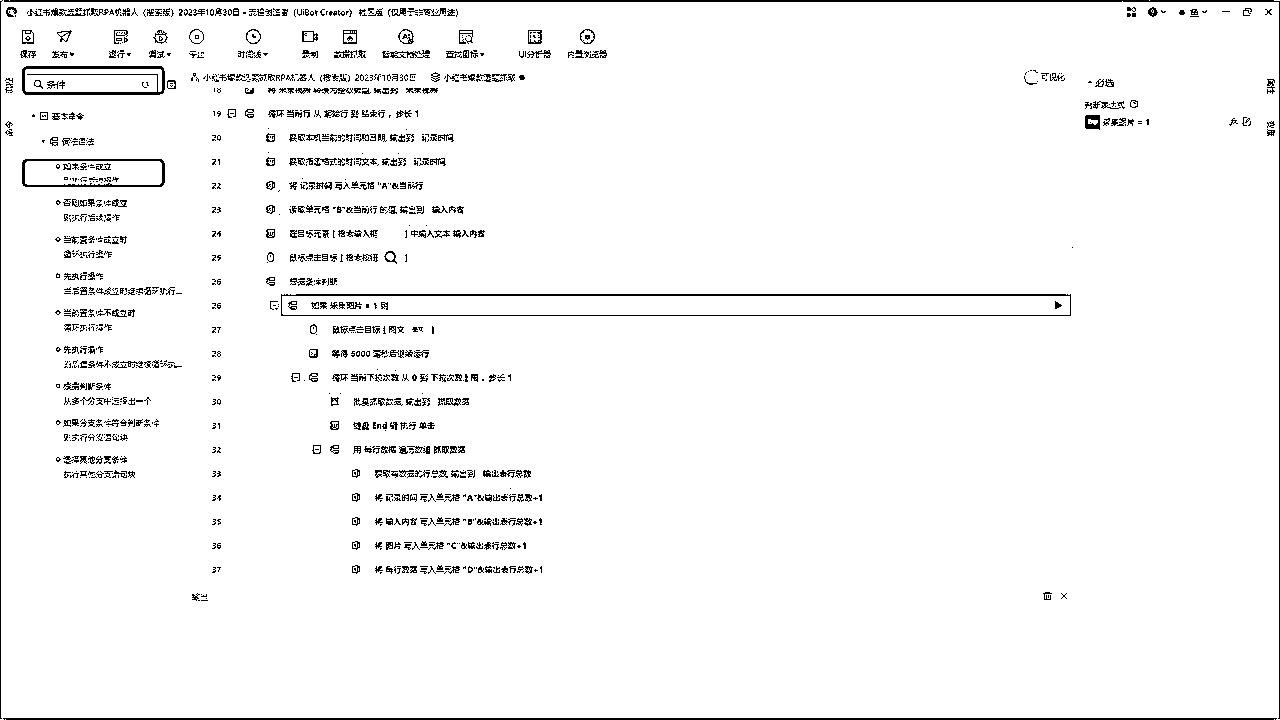 小红书爆款选题抓取RPA机器人（搜索版）2023年10月30日 - 流程创造者（UiBot Creator） 社区版（仅用于非商业用途）
保存 发布 运行 调试 停止 时间线 录制 数据抓取 智能文档处理 查找图标 UI分析器 内置浏览器
条件
小红书爆款选题抓取RPA机器人（搜索版）2023年10月30日 小红书爆款选题抓取
可视化
基本命令
词法语法
如果条件成立
则执行后续操作
否则如果条件成立
则执行后续操作
当前置条件成立时
循环执行操作
先执行操作
当后置条件成立时继续循环执行...
当前置条件不成立时
循环执行操作
先执行操作
当后置条件不成立时继续循环执...
根据判断条件
从多个分支中选择出一个
如果分支条件符合判断条件
则执行分支语句块
选择其他分支条件
执行其他分支语句块
18
19 循环 当前行 从 起始行 到 结束行，步长 1
20 获取本机当前的时间和日期, 输出到 记录时间
21 获取指定格式的时间文本, 输出到 记录时间
22 将 记录时间 写入单元格 "A"&当前行
23 读取单元格 "B"&当前行 的值, 输出到 输入内容
24 在目标元素 [ 搜索输入框 ] 中输入文本 输入内容
25 鼠标点击目标 [ 搜索按钮 ]
26 根据条件判断
26 如果 采集图片 = 1 则
27 鼠标点击目标 [ 图文 ]
28 等待 5000 毫秒后继续运行
29 循环 当前下拉次数 从 0 到 下拉次数上限，步长 1
30 批量抓取数据, 输出到 抓取数据
31 键盘 End 键 执行 单击
32 用 每行数据 遍历数组 抓取数据
33 获取有数据的行总数, 输出到 输出表行总数
34 将 记录时间 写入单元格 "A"&输出表行总数+1
35 将 输入内容 写入单元格 "B"&输出表行总数+1
36 将 图片 写入单元格 "C"&输出表行总数+1
37 将 每行数据 写入单元格 "D"&输出表行总数+1
输出
必选
判断表达式
Exp 采集图片 = 1
属性
变量
命令